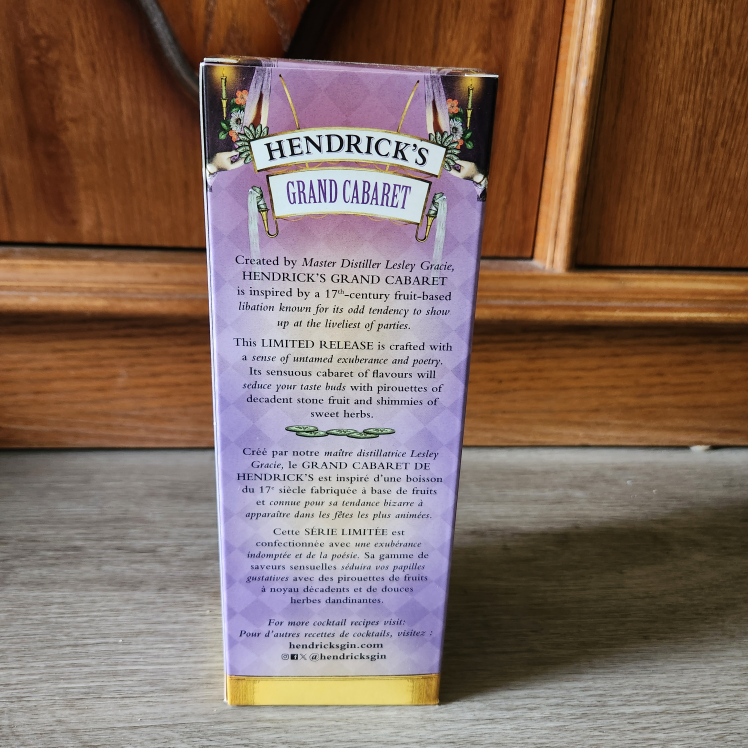 HENDRICK'S
GRAND CABARET
Created by Master Distiller Lesley Gracie,
HENDRICK'S GRAND CABARET
is inspired by a 17th-century fruit-based
libation known for its odd tendency to show
up at the liveliest of parties.
This LIMITED RELEASE is crafted with
a sense of untamed exuberance and poetry.
Its sensuous cabaret of flavours will
seduce your taste buds with pirouettes of
decadent stone fruit and shimmies of
sweet herbs.
Créé par notre maître distillatrice Lesley
Gracie, le GRAND CABARET DE
HENDRICK'S est inspiré d'une boisson
du 17e siècle fabriquée à base de fruits
et connue pour sa tendance bizarre à
apparaître dans les fêtes les plus animées.
Cette SÉRIE LIMITÉE est
confectionnée avec une exubérance
indomptée et de la poésie. Sa gamme de
saveurs sensuelles séduira vos papilles
gustatives avec des pirouettes de fruits
à noyau décadents et de douces
herbes dandinantes.
For more cocktail recipes visit:
Pour d'autres recettes de cocktails, visitez :
hendricksgin.com
@hendricksgin